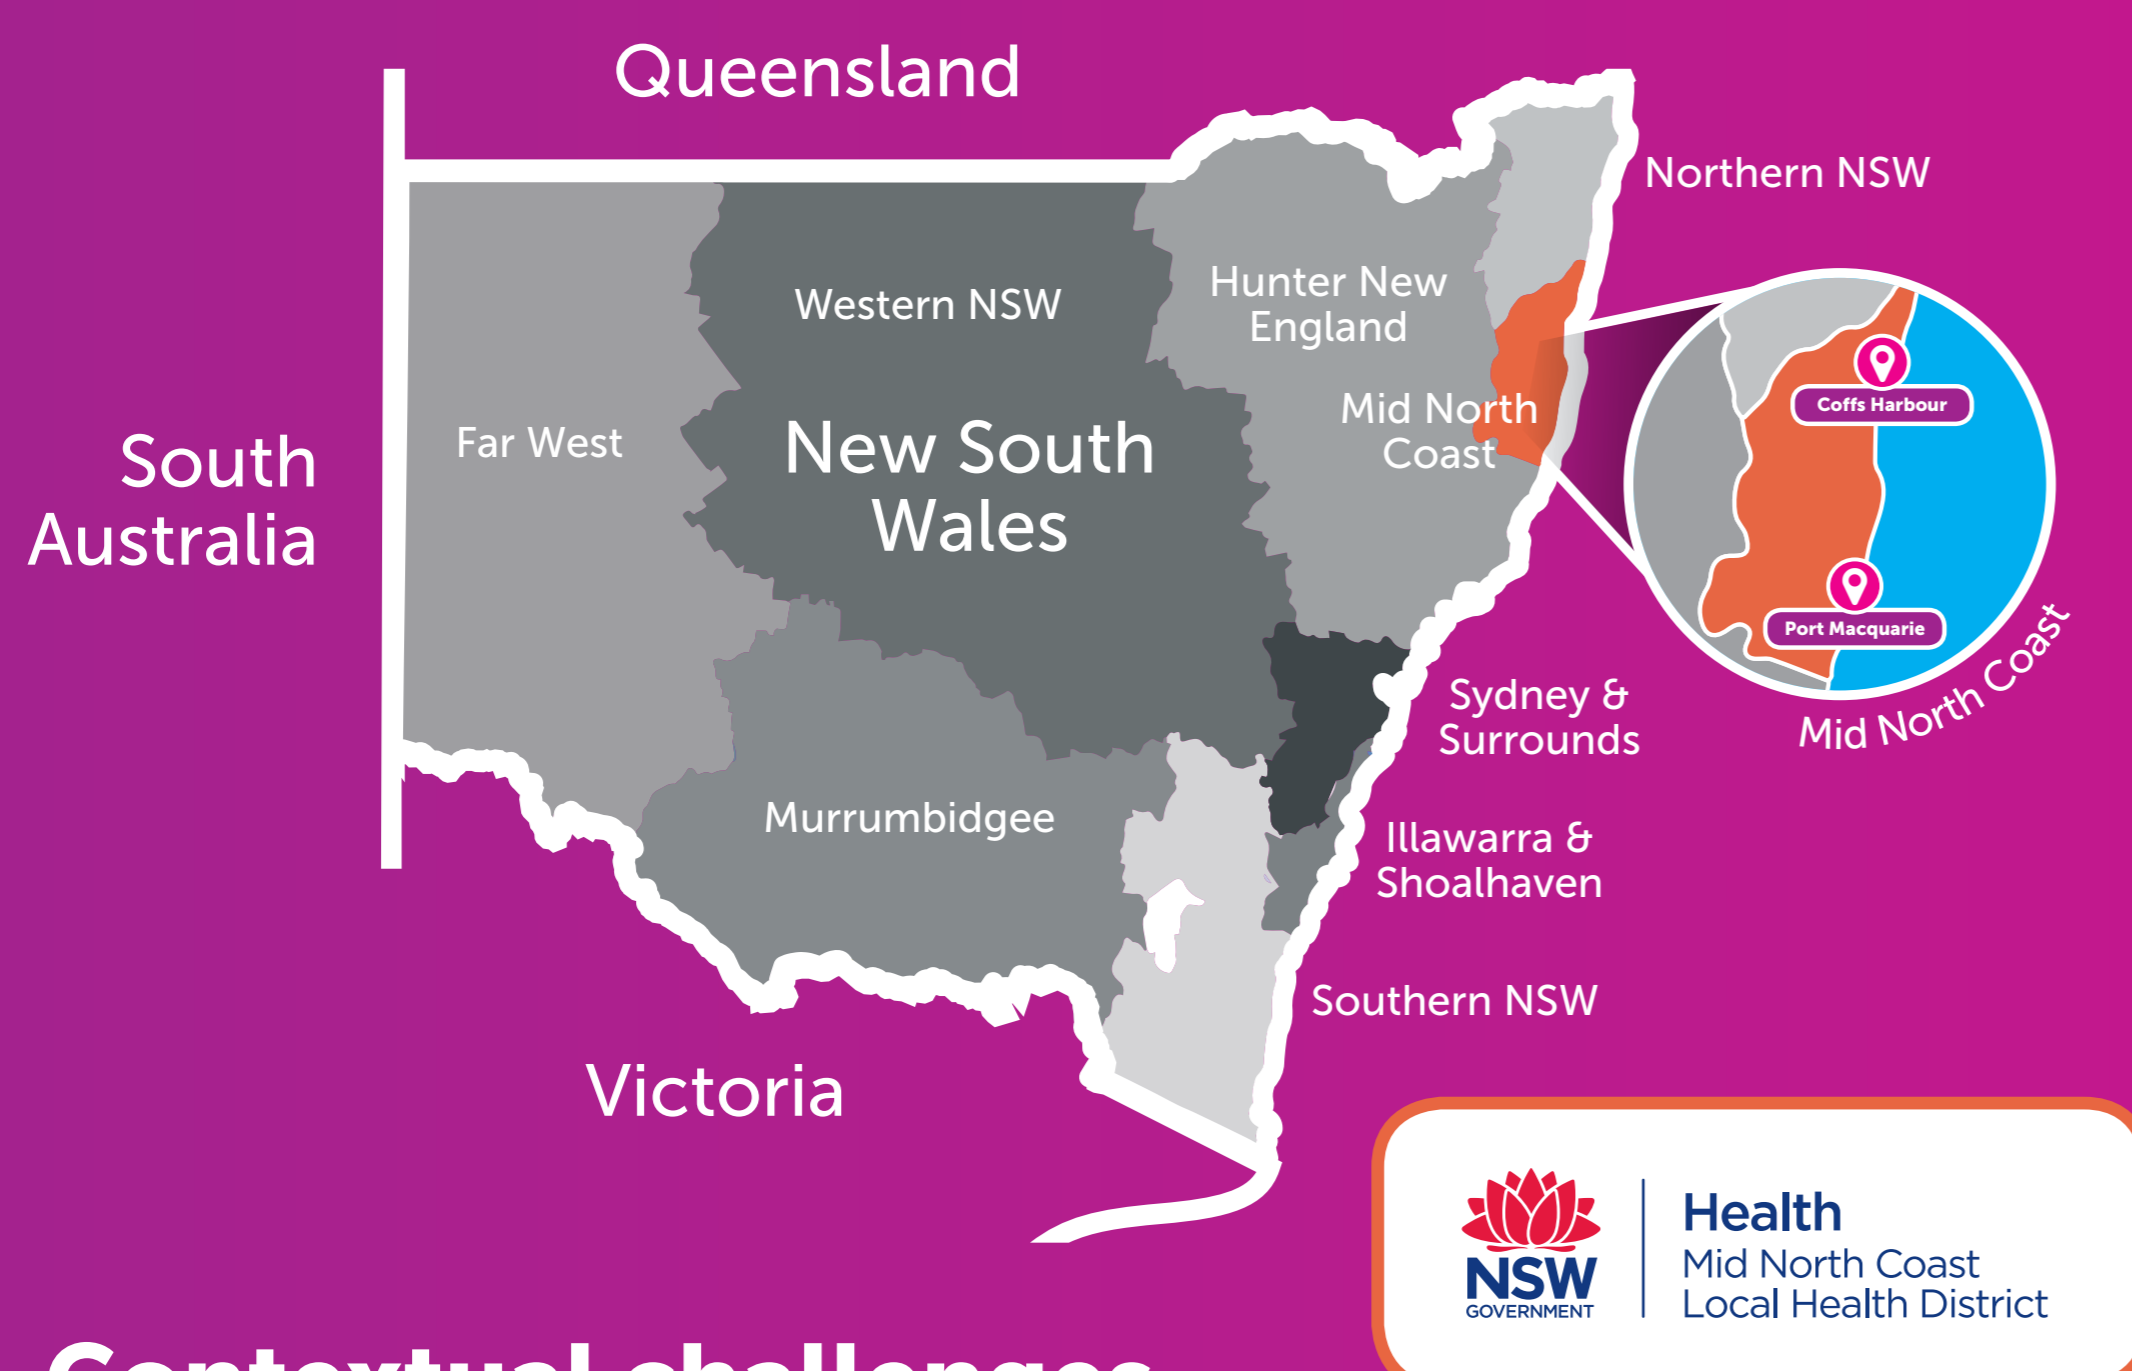 Queensland
Northern NSW
Western NSW
Hunter New
England
Mid North
Coast
Far West
New South
Wales
South
Australia
Coffs Harbour
Port Macquarie
Mid North Coast
Sydney &
Surrounds
Murrumbidgee
Illawarra &
Shoalhaven
Southern NSW
Victoria
NSW
GOVERNMENT
Health
Mid North Coast
Local Health District
Contextual challenges